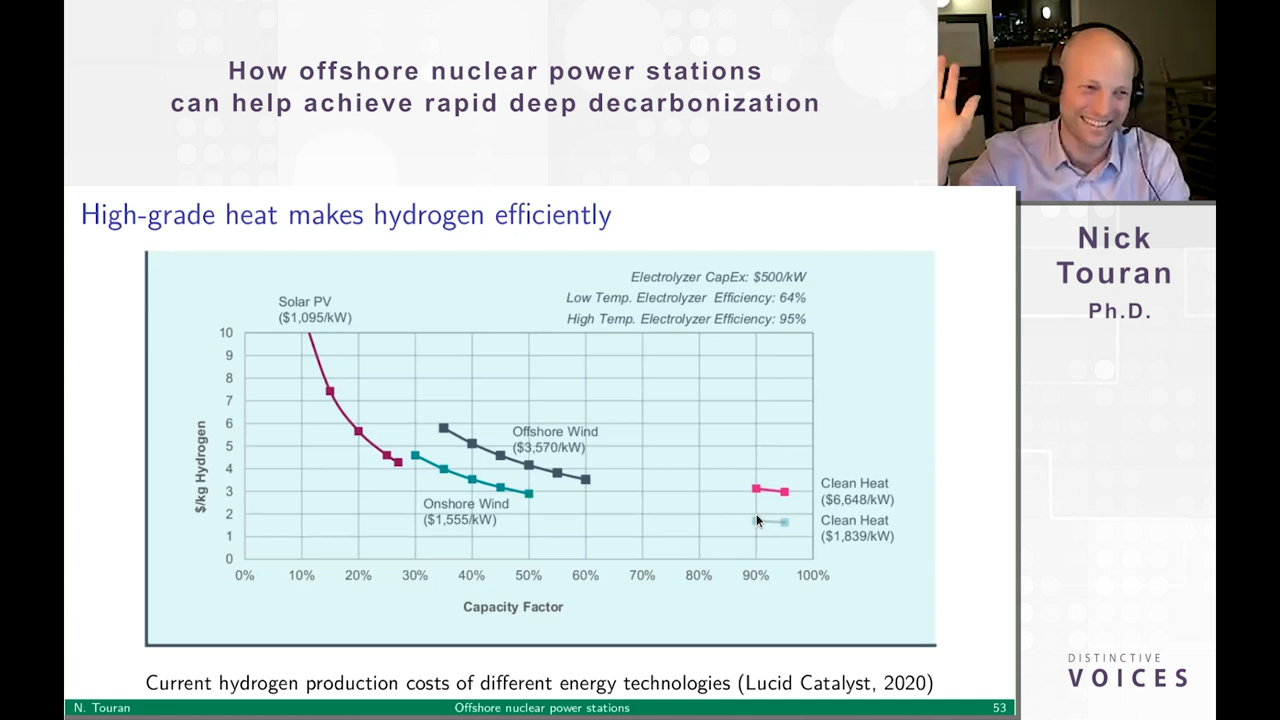 How offshore nuclear power stations
can help achieve rapid deep decarbonization
High-grade heat makes hydrogen efficiently
Electrolyzer CapEx: $500/kW
Low Temp. Electrolyzer Efficiency: 64%
High Temp. Electrolyzer Efficiency: 95%
Solar PV
($1,095/kW)
10
9
8
7
6
5
4
3
2
1
0
$/kg Hydrogen
Offshore Wind
($3,570/kW)
Onshore Wind
($1,555/kW)
Clean Heat
($6,648/kW)
Clean Heat
($1,839/kW)
0% 10% 20% 30% 40% 50% 60% 70% 80% 90% 100%
Capacity Factor
Current hydrogen production costs of different energy technologies (Lucid Catalyst, 2020)
N. Touran Offshore nuclear power stations 53
Nick
Touran
Ph.D.
DISTINCTIVE
VOICES